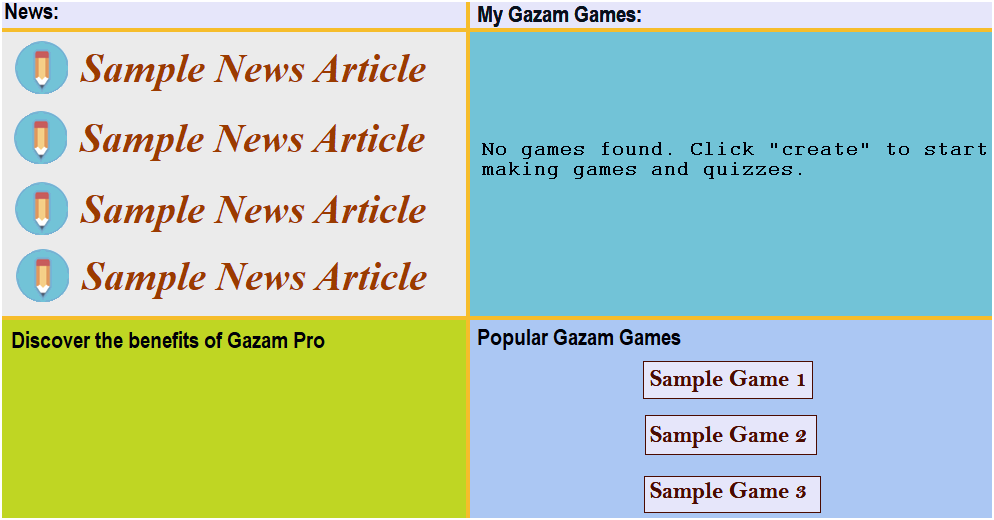 News:
Sample News Article
Sample News Article
Sample News Article
Sample News Article
My Gazam Games:
No games found. Click "create" to start
making games and quizzes.
Discover the benefits of Gazam Pro
Popular Gazam Games
Sample Game 1
Sample Game 2
Sample Game 3